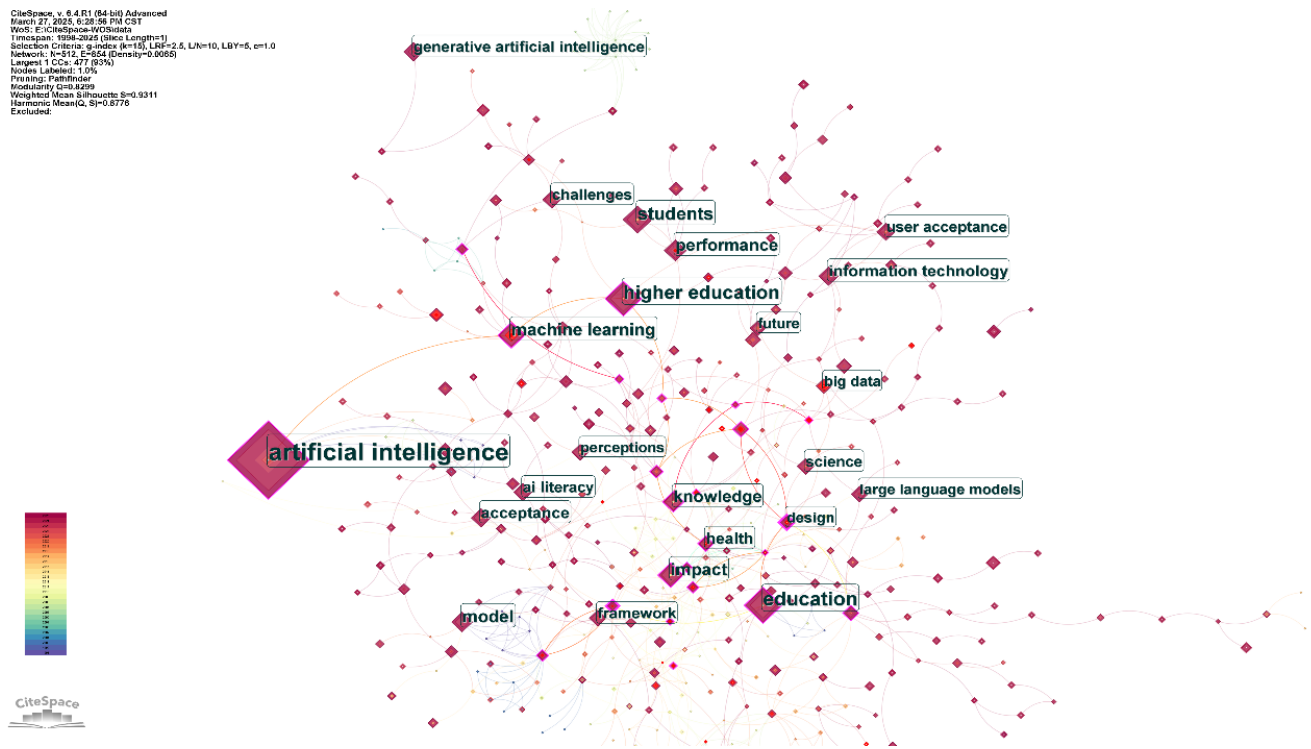 CiteSpace, v. 6.4.R1 (64-bit) Advanced
March 27, 2025, 6:28:56 PM CST
WoS: E:\CiteSpace-WOS\data
Timespan: 1998-2025 (Slice Length=1)
Selection Criteria: g-index (k=15), LRF=2.5, L/N=10, LBY=5, e=1.0
Network: N=512, E=854 (Density=0.0065)
Largest 1 CCs: 477 (93%)
Nodes Labeled: 1.0%
Pruning: Pathfinder
Modularity Q=0.8299
Weighted Mean Silhouette S=0.9311
Harmonic Mean(Q, S)=0.8776
Excluded:
generative artificial intelligence
challenges
students
user acceptance
performance
information technology
higher education
future
machine learning
big data
perceptions
artificial intelligence
science
ai literacy
large language models
knowledge
acceptance
design
health
impact
education
framework
model
CiteSpace